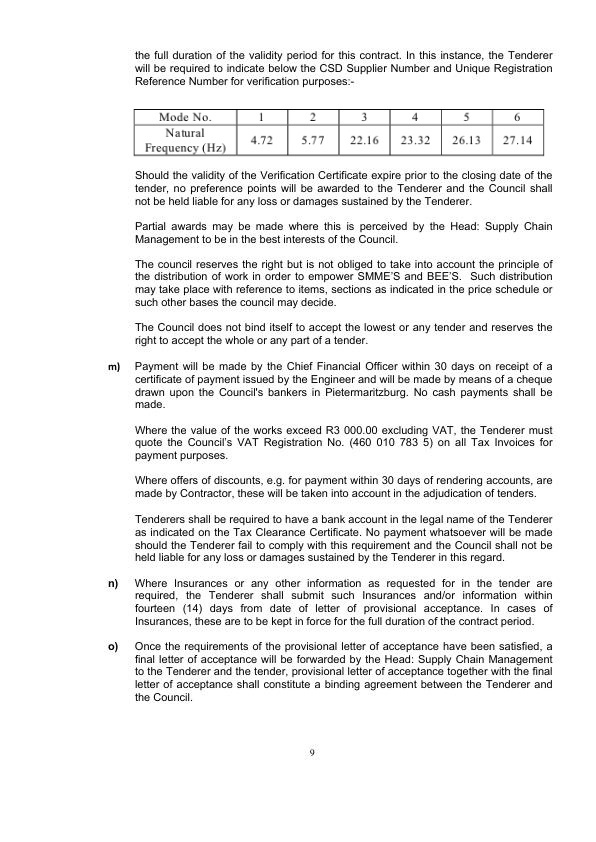 the full duration of the validity period for this contract. In this instance, the Tenderer
will be required to indicate below the CSD Supplier Number and Unique Registration
Reference Number for verification purposes:-
Mode No. 1 2 3 4 5 6
Natural
Frequency (Hz) 4.72 5.77 22.16 23.32 26.13 27.14
Should the validity of the Verification Certificate expire prior to the closing date of the
tender, no preference points will be awarded to the Tenderer and the Council shall
not be held liable for any loss or damages sustained by the Tenderer.
Partial awards may be made where this is perceived by the Head: Supply Chain
Management to be in the best interests of the Council.
The council reserves the right but is not obliged to take into account the principle of
the distribution of work in order to empower SMME'S and BEE'S. Such distribution
may take place with reference to items, sections as indicated in the price schedule or
such other bases the council may decide.
The Council does not bind itself to accept the lowest or any tender and reserves the
right to accept the whole or any part of a tender.
m) Payment will be made by the Chief Financial Officer within 30 days on receipt of a
certificate of payment issued by the Engineer and will be made by means of a cheque
drawn upon the Council's bankers in Pietermaritzburg. No cash payments shall be
made.
Where the value of the works exceed R3 000.00 excluding VAT, the Tenderer must
quote the Council's VAT Registration No. (460 010 783 5) on all Tax Invoices for
payment purposes.
Where offers of discounts, e.g. for payment within 30 days of rendering accounts, are
made by Contractor, these will be taken into account in the adjudication of tenders.
Tenderers shall be required to have a bank account in the legal name of the Tenderer
as indicated on the Tax Clearance Certificate. No payment whatsoever will be made
should the Tenderer fail to comply with this requirement and the Council shall not be
held liable for any loss or damages sustained by the Tenderer in this regard.
n) Where Insurances or any other information as requested for in the tender are
required, the Tenderer shall submit such Insurances and/or information within
fourteen (14) days from date of letter of provisional acceptance. In cases of
Insurances, these are to be kept in force for the full duration of the contract period.
o) Once the requirements of the provisional letter of acceptance have been satisfied, a
final letter of acceptance will be forwarded by the Head: Supply Chain Management
to the Tenderer and the tender, provisional letter of acceptance together with the final
letter of acceptance shall constitute a binding agreement between the Tenderer and
the Council.
9